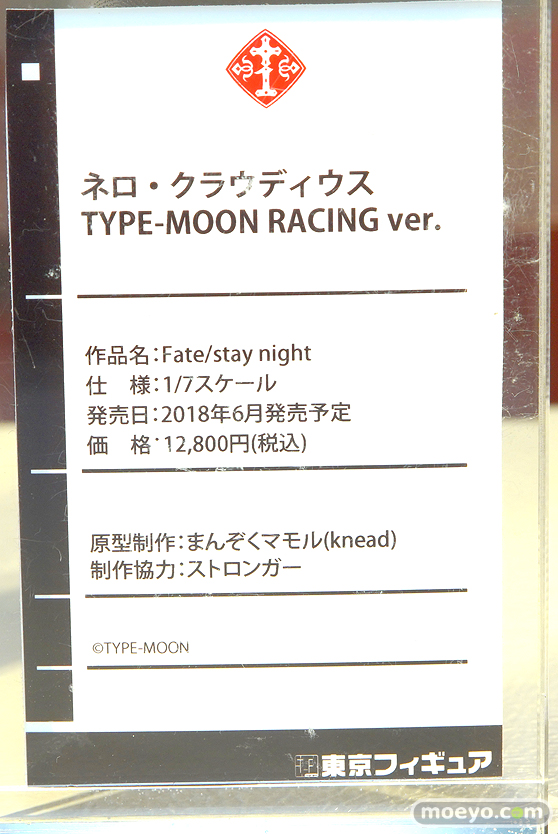 ネロ・クラウディウス
TYPE-MOON RACING ver.
作品名：Fate/stay night
仕　様：1/7スケール
発売日：2018年6月発売予定
価　格：12,800円(税込)
原型制作：まんぞくマモル(knead)
制作協力：ストロンガー
©TYPE-MOON
東京フィギュア
moeyo.com